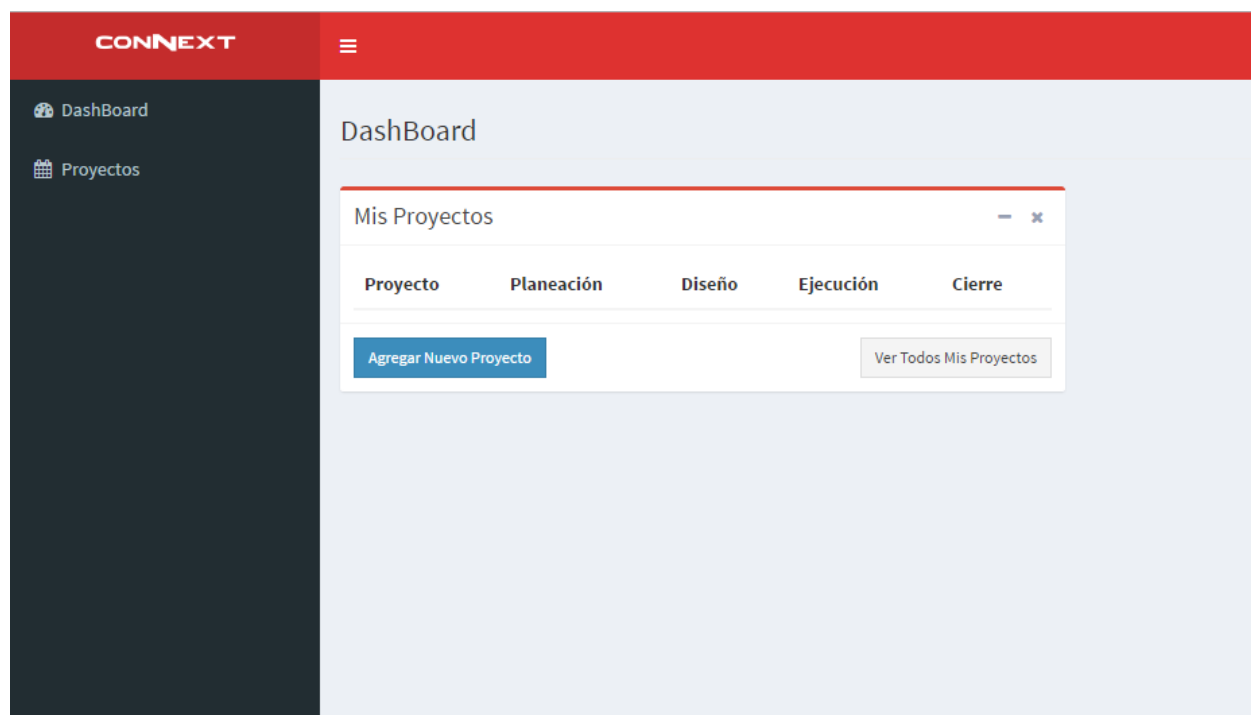 CONNEXT
DashBoard
Proyectos
DashBoard
Mis Proyectos
Proyecto Planeación Diseño Ejecución Cierre
Agregar Nuevo Proyecto Ver Todos Mis Proyectos